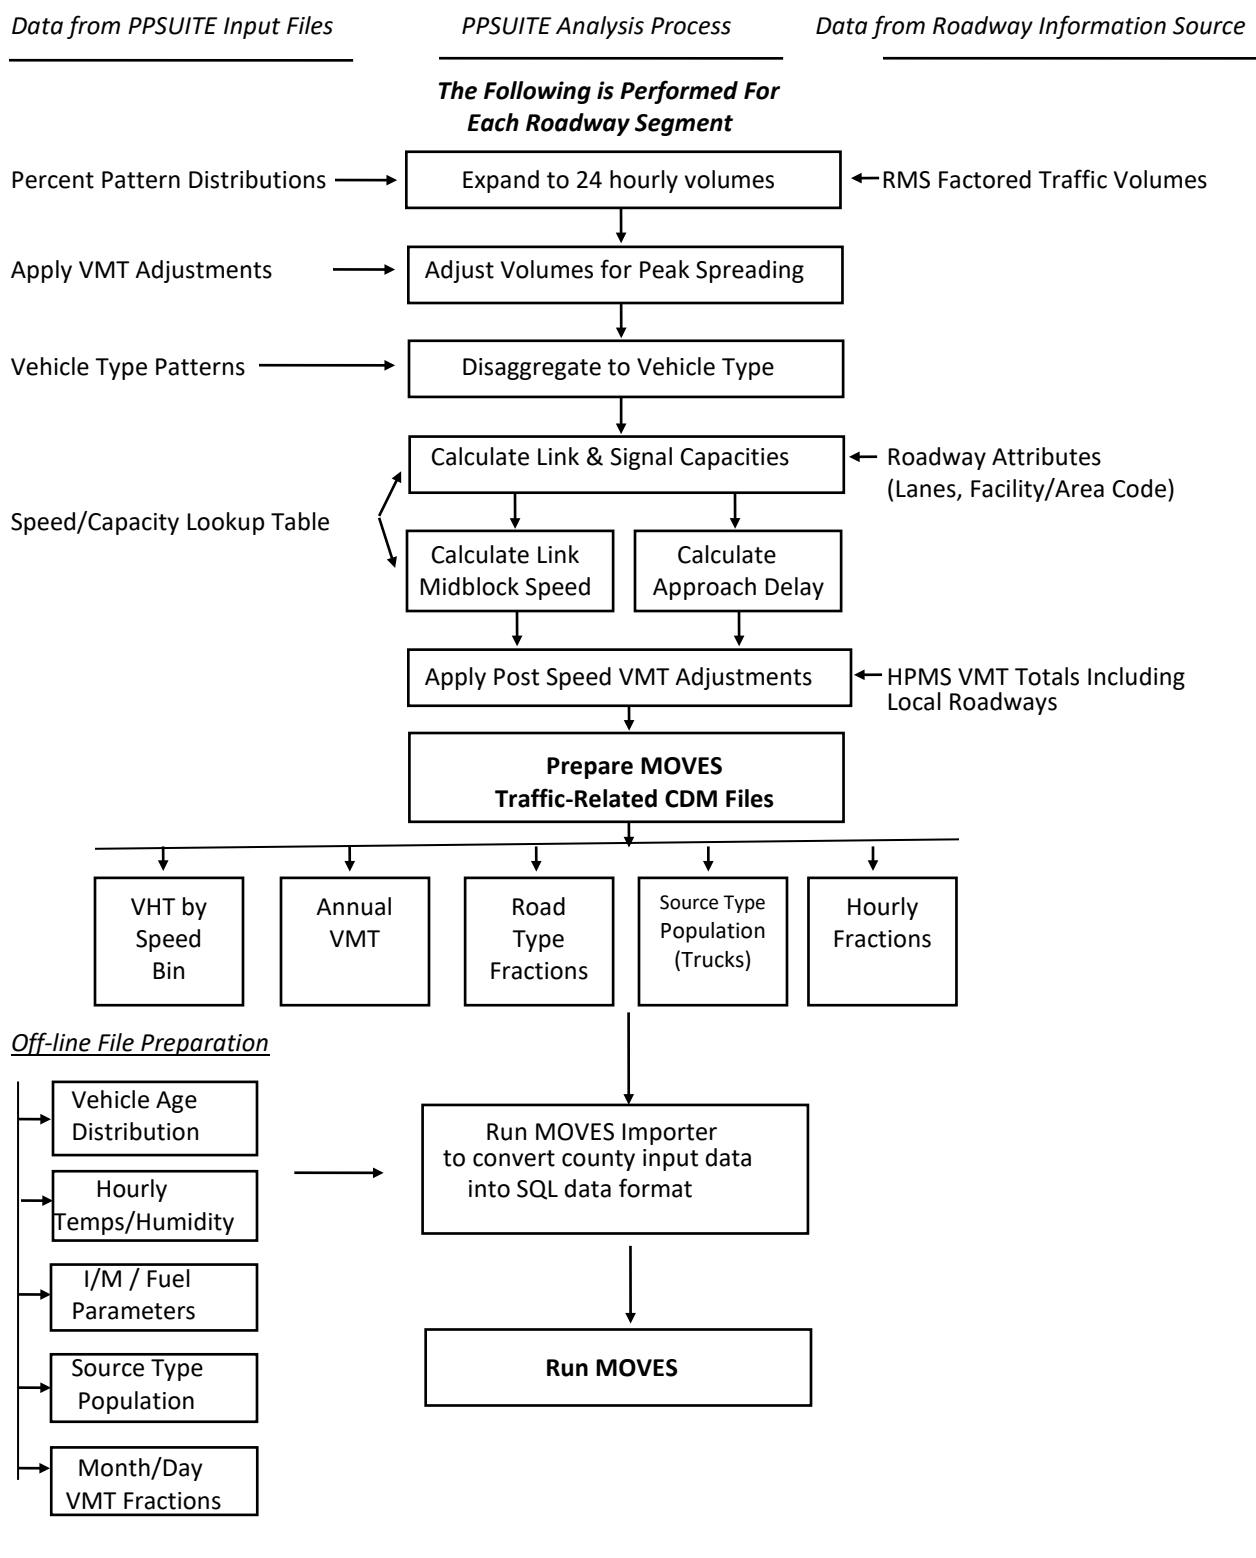 Data from PPSUITE Input Files
PPSUITE Analysis Process
Data from Roadway Information Source
The Following is Performed For
Each Roadway Segment
Percent Pattern Distributions
Expand to 24 hourly volumes
RMS Factored Traffic Volumes
Apply VMT Adjustments
Adjust Volumes for Peak Spreading
Vehicle Type Patterns
Disaggregate to Vehicle Type
Calculate Link & Signal Capacities
Roadway Attributes
(Lanes, Facility/Area Code)
Speed/Capacity Lookup Table
Calculate Link
Midblock Speed
Calculate
Approach Delay
Apply Post Speed VMT Adjustments
HPMS VMT Totals Including
Local Roadways
Prepare MOVES
Traffic-Related CDM Files
VHT by
Speed
Bin
Annual
VMT
Road
Type
Fractions
Source Type
Population
(Trucks)
Hourly
Fractions
Off-line File Preparation
Vehicle Age
Distribution
Hourly
Temps/Humidity
I/M / Fuel
Parameters
Source Type
Population
Month/Day
VMT Fractions
Run MOVES Importer
to convert county input data
into SQL data format
Run MOVES